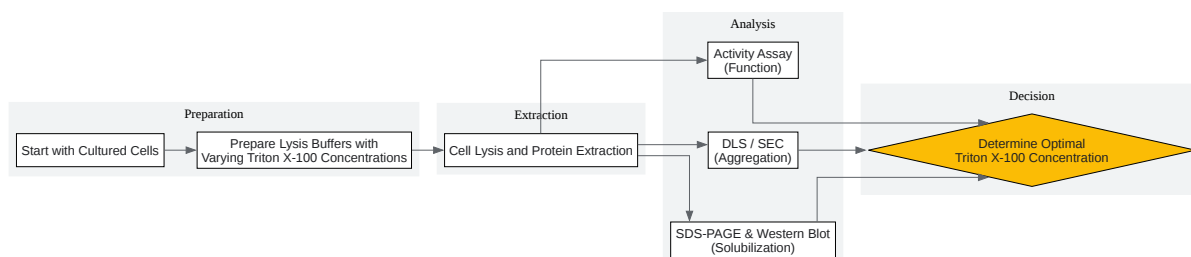 Preparation
Start with Cultured Cells
Prepare Lysis Buffers with
Varying Triton X-100 Concentrations
Extraction
Cell Lysis and Protein Extraction
Analysis
Activity Assay
(Function)
DLS / SEC
(Aggregation)
SDS-PAGE & Western Blot
(Solubilization)
Decision
Determine Optimal
Triton X-100 Concentration